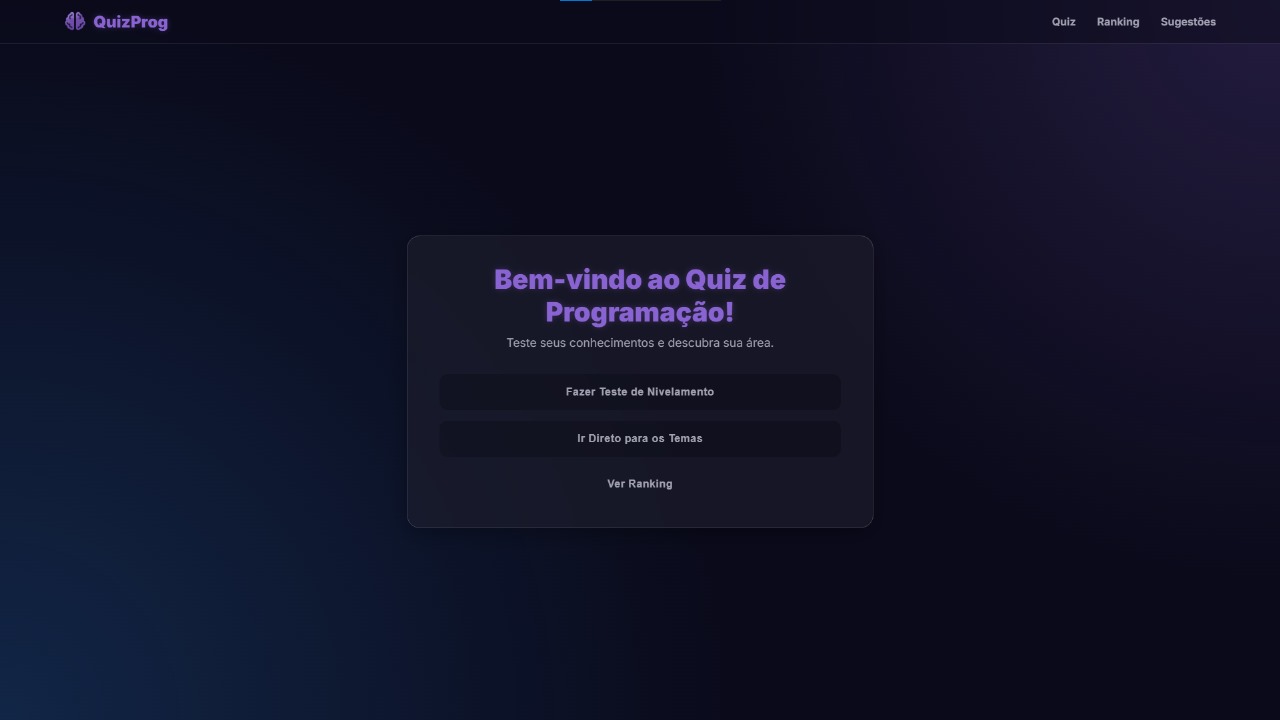 QuizProg
Quiz
Ranking
Sugestões
Bem-vindo ao Quiz de
Programação!
Teste seus conhecimentos e descubra sua área.
Fazer Teste de Nivelamento
Ir Direto para os Temas
Ver Ranking